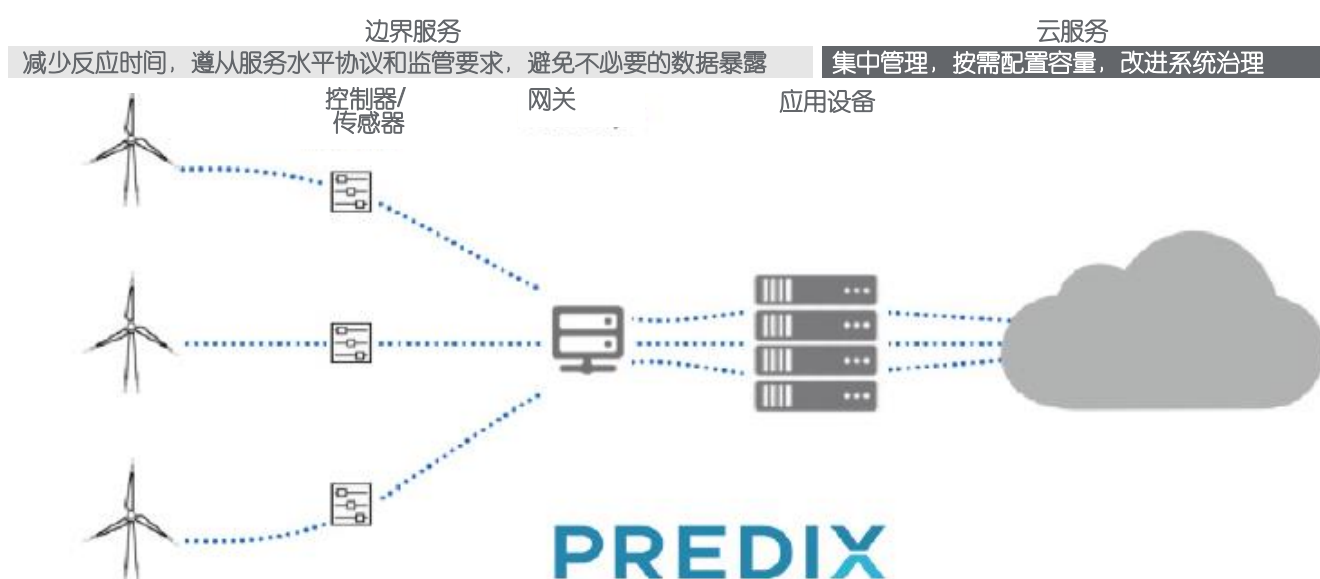 边界服务
云服务
减少反应时间，遵从服务水平协议和监管要求，避免不必要的数据暴露
集中管理，按需配置容量，改进系统治理
控制器/
传感器
网关
应用设备
PREDIX